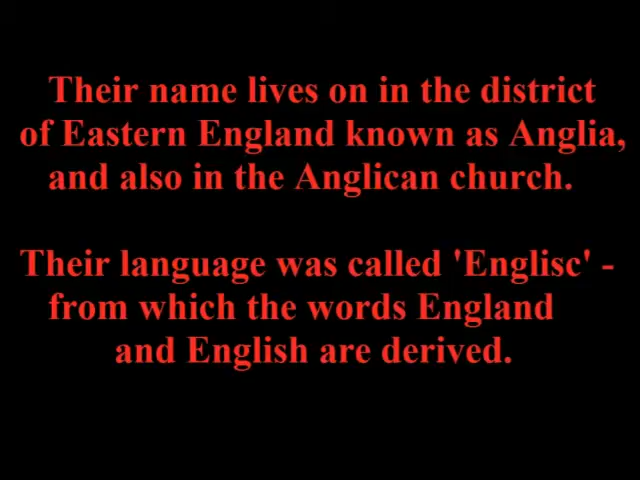 Their name lives on in the district
of Eastern England known as Anglia,
and also in the Anglican church.
Their language was called 'Englisc' -
from which the words England
and English are derived.